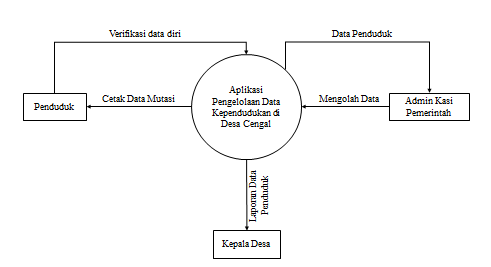 Verifikasi data diri
Data Penduduk
Aplikasi
Pengelolaan Data
Kependudukan di
Desa Cengal
Penduduk
Cetak Data Mutasi
Mengolah Data
Admin Kasi
Pemerintah
Laporan Data
Penduduk
Kepala Desa